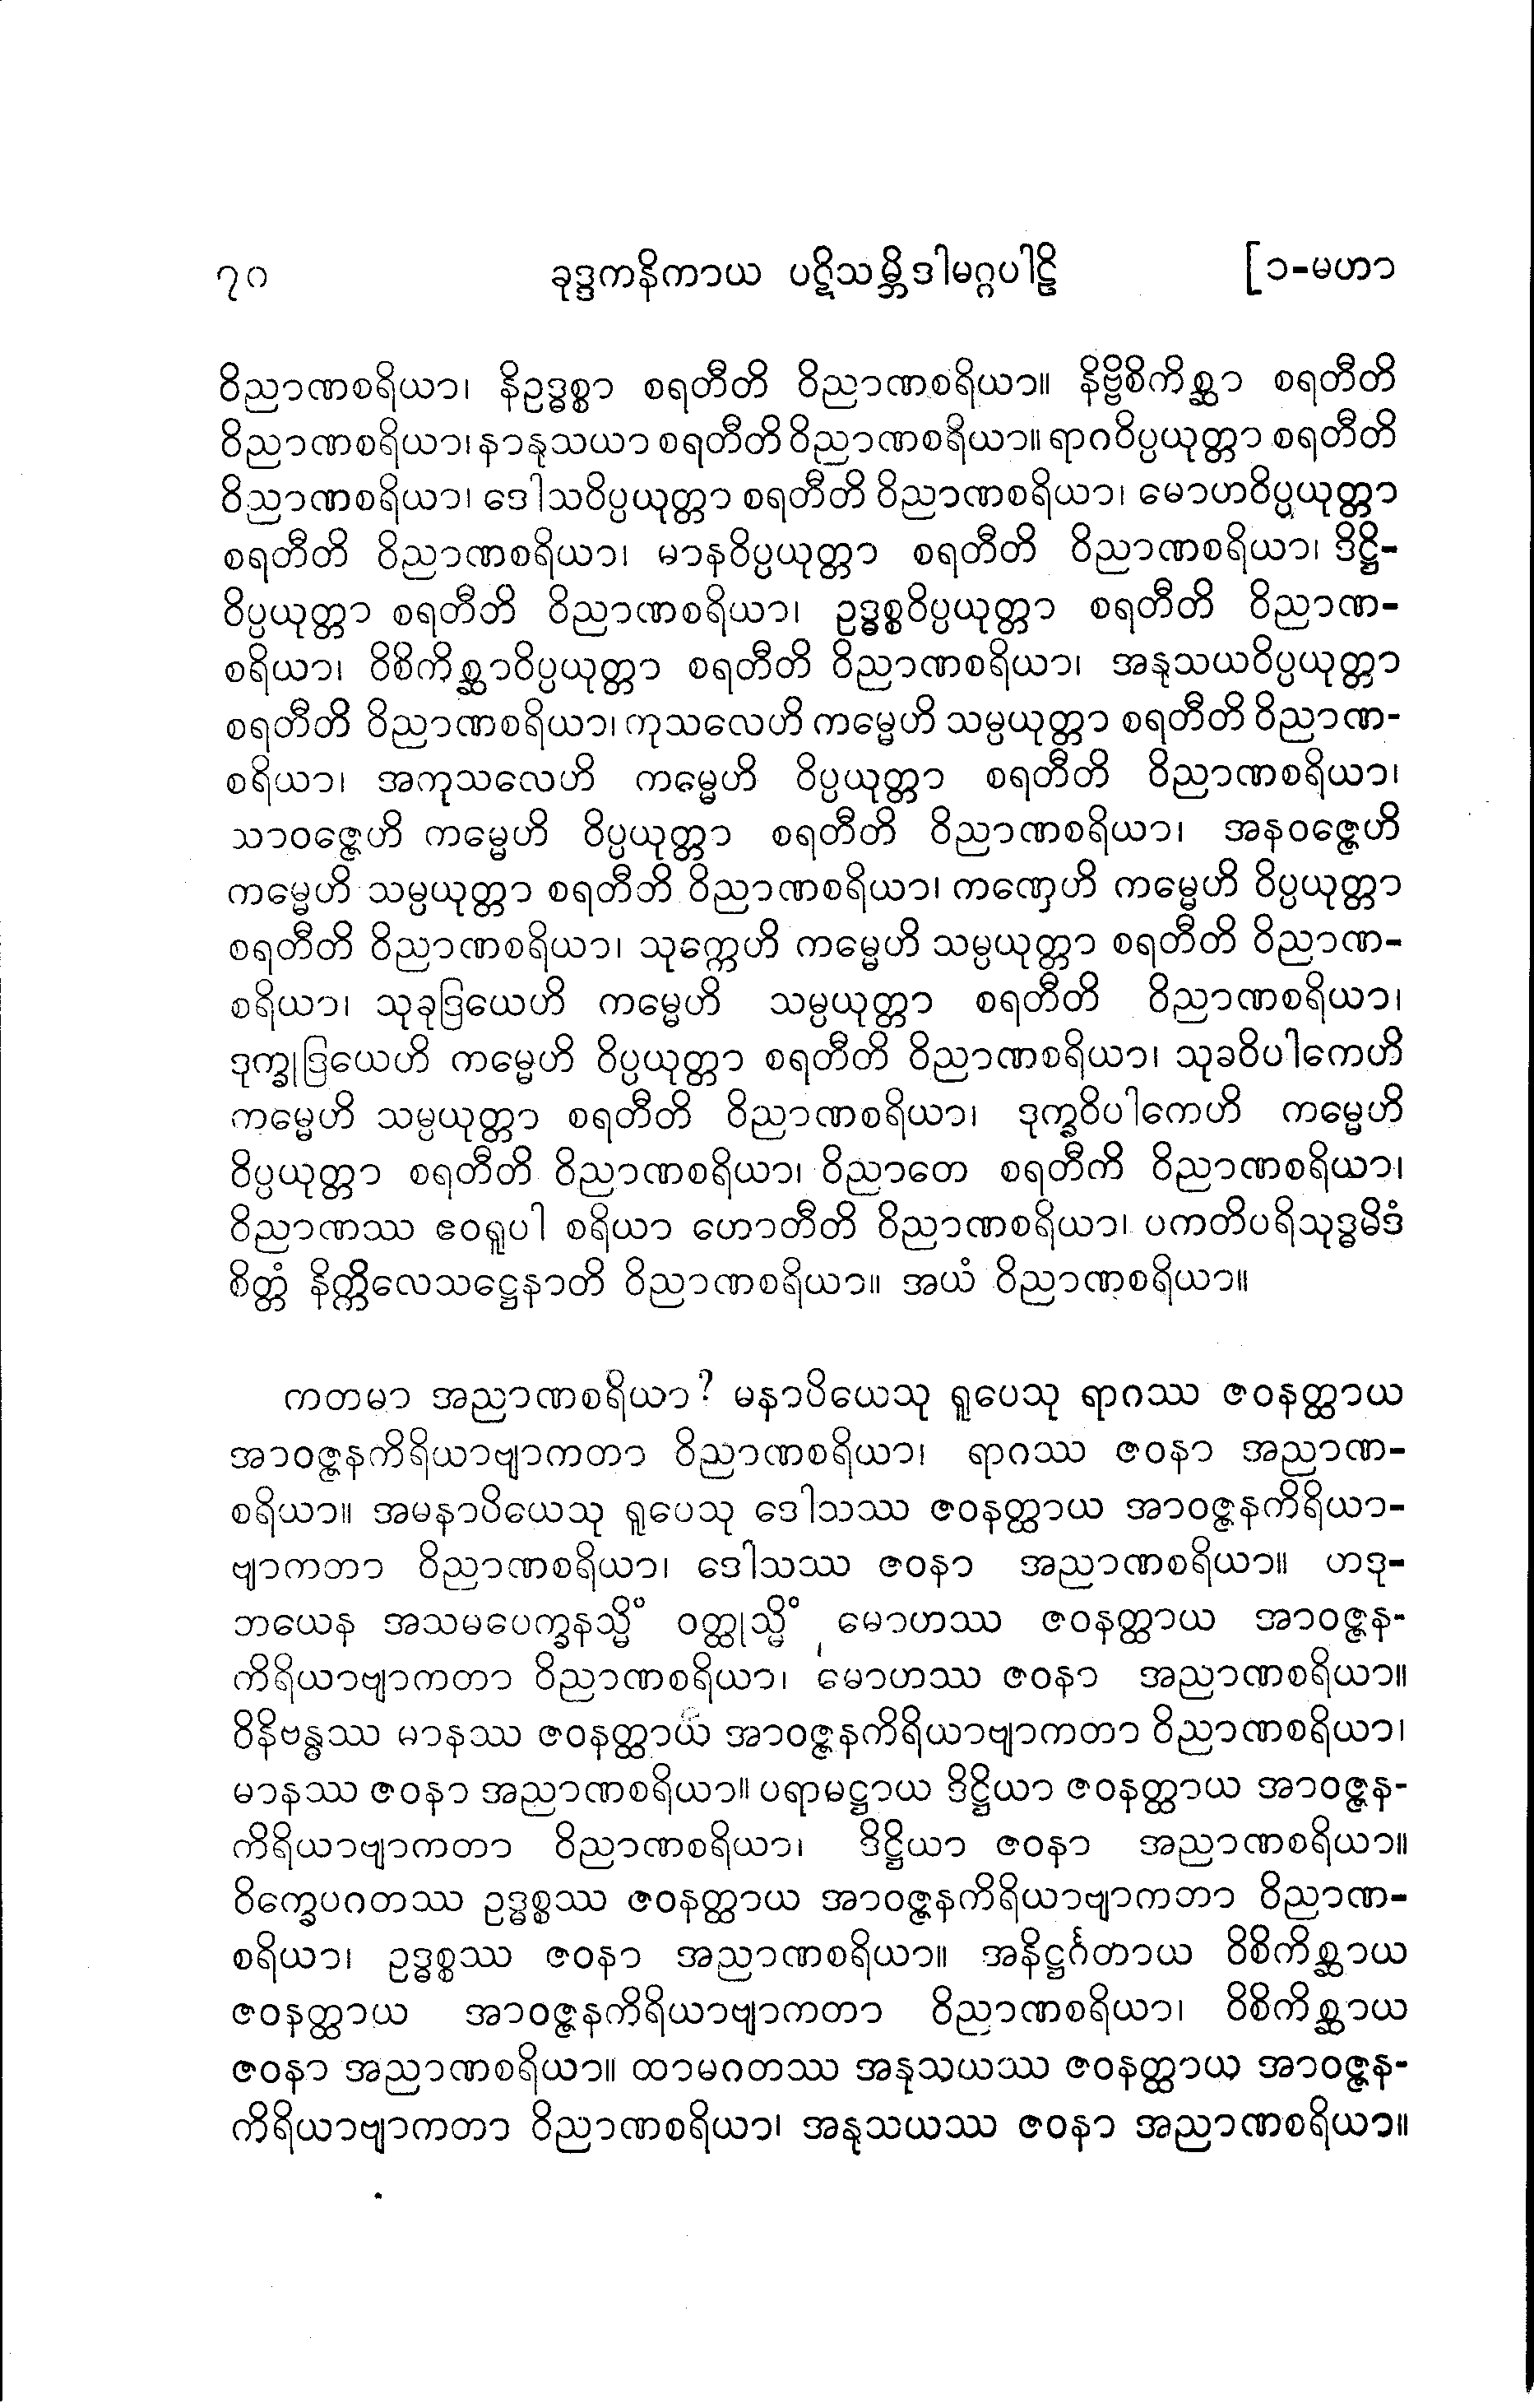 ၇၀ ခုဒ္ဒကနိကာယ ပဋိသမ္ဘိဒါမဂ္ဂပါဠိ [၁-မဟာ
ဝိညာဏစရိယာ၊ နိဥဒ္ဓစ္စာ စရတီတိ ဝိညာဏစရိယာ။ နိဗ္ဗိစိကိစ္ဆာ စရတီတိ
ဝိညာဏစရိယာ၊ နာနုသယာ စရတီတိ ဝိညာဏစရိယာ။ ရာဂဝိပ္ပယုတ္တာ စရတီတိ
ဝိညာဏစရိယာ၊ ဒေါသဝိပ္ပယုတ္တာ စရတီတိ ဝိညာဏစရိယာ၊ မောဟဝိပ္ပယုတ္တာ
စရတီတိ ဝိညာဏစရိယာ၊ မာနဝိပ္ပယုတ္တာ စရတီတိ ဝိညာဏစရိယာ၊ ဒိဋ္ဌိ-
ဝိပ္ပယုတ္တာ စရတီတိ ဝိညာဏစရိယာ၊ ဥဒ္ဓစ္စဝိပ္ပယုတ္တာ စရတီတိ ဝိညာဏ-
စရိယာ၊ ဝိစိကိစ္ဆာဝိပ္ပယုတ္တာ စရတီတိ ဝိညာဏစရိယာ၊ အနုသယဝိပ္ပယုတ္တာ
စရတီတိ ဝိညာဏစရိယာ၊ ကုသလေဟိ ကမ္မေဟိ သမ္ပယုတ္တာ စရတီတိ ဝိညာဏ-
စရိယာ၊ အကုသလေဟိ ကမ္မေဟိ ဝိပ္ပယုတ္တာ စရတီတိ ဝိညာဏစရိယာ၊
သာဝဇ္ဇေဟိ ကမ္မေဟိ ဝိပ္ပယုတ္တာ စရတီတိ ဝိညာဏစရိယာ၊ အနဝဇ္ဇေဟိ
ကမ္မေဟိ သမ္ပယုတ္တာ စရတီတိ ဝိညာဏစရိယာ၊ ကဏှေဟိ ကမ္မေဟိ ဝိပ္ပယုတ္တာ
စရတီတိ ဝိညာဏစရိယာ၊ သုက္ကေဟိ ကမ္မေဟိ သမ္ပယုတ္တာ စရတီတိ ဝိညာဏ-
စရိယာ၊ သုခုဒြယေဟိ ကမ္မေဟိ သမ္ပယုတ္တာ စရတီတိ ဝိညာဏစရိယာ၊
ဒုက္ခုဒြယေဟိ ကမ္မေဟိ ဝိပ္ပယုတ္တာ စရတီတိ ဝိညာဏစရိယာ၊ သုခဝိပါကေဟိ
ကမ္မေဟိ သမ္ပယုတ္တာ စရတီတိ ဝိညာဏစရိယာ၊ ဒုက္ခဝိပါကေဟိ ကမ္မေဟိ
ဝိပ္ပယုတ္တာ စရတီတိ ဝိညာဏစရိယာ၊ ဝိညာတေ စရတီကိ ဝိညာဏစရိယာ၊
ဝိညာဏဿ ဧဝရူပါ စရိယာ ဟောတီတိ ဝိညာဏစရိယာ၊ ပကတိပရိသုဒ္ဓမိဒံ
စိတ္တံ နိက္ကိလေသဋ္ဌေနာတိ ဝိညာဏစရိယာ။ အယံ ဝိညာဏစရိယာ။
ကတမာ အညာဏစရိယာ? မနာပိယေသု ရူပေသု ရာဂဿ ဇဝနတ္ထာယ
အာဝဇ္ဇနကိရိယာဗျာကတာ ဝိညာဏစရိယာ၊ ရာဂဿ ဇဝနာ အညာဏ-
စရိယာ။ အမနာပိယေသု ရူပေသု ဒေါသဿ ဇဝနတ္ထာယ အာဝဇ္ဇနကိရိယာ-
ဗျာကတာ ဝိညာဏစရိယာ၊ ဒေါသဿ ဇဝနာ အညာဏစရိယာ။ ဟဒု-
ဘယေန အသမပေက္ခနသ္မိံ ဝတ္ထုသ္မိံ မောဟဿ ဇဝနတ္ထာယ အာဝဇ္ဇန-
ကိရိယာဗျာကတာ ဝိညာဏစရိယာ၊ မောဟဿ ဇဝနာ အညာဏစရိယာ။
ဝိနိဗန္ဓဿ မာနဿ ဇဝနတ္ထာယ အာဝဇ္ဇနကိရိယာဗျာကတာ ဝိညာဏစရိယာ၊
မာနဿ ဇဝနာ အညာဏစရိယာ။ ပရာမဋ္ဌာယ ဒိဋ္ဌိယာ ဇဝနတ္ထာယ အာဝဇ္ဇန-
ကိရိယာဗျာကတာ ဝိညာဏစရိယာ၊ ဒိဋ္ဌိယာ ဇဝနာ အညာဏစရိယာ။
ဝိက္ခေပဂတဿ ဥဒ္ဓစ္စဿ ဇဝနတ္ထာယ အာဝဇ္ဇနကိရိယာဗျာကတာ ဝိညာဏ-
စရိယာ၊ ဥဒ္ဓစ္စဿ ဇဝနာ အညာဏစရိယာ။ အနိဋ္ဌင်္ဂတာယ ဝိစိကိစ္ဆာယ
ဇဝနတ္ထာယ အာဝဇ္ဇနကိရိယာဗျာကတာ ဝိညာဏစရိယာ၊ ဝိစိကိစ္ဆာယ
ဇဝနာ အညာဏစရိယာ။ ထာမဂတဿ အနုသယဿ ဇဝနတ္ထာယ အာဝဇ္ဇန-
ကိရိယာဗျာကတာ ဝိညာဏစရိယာ၊ အနုသယဿ ဇဝနာ အညာဏစရိယာ။